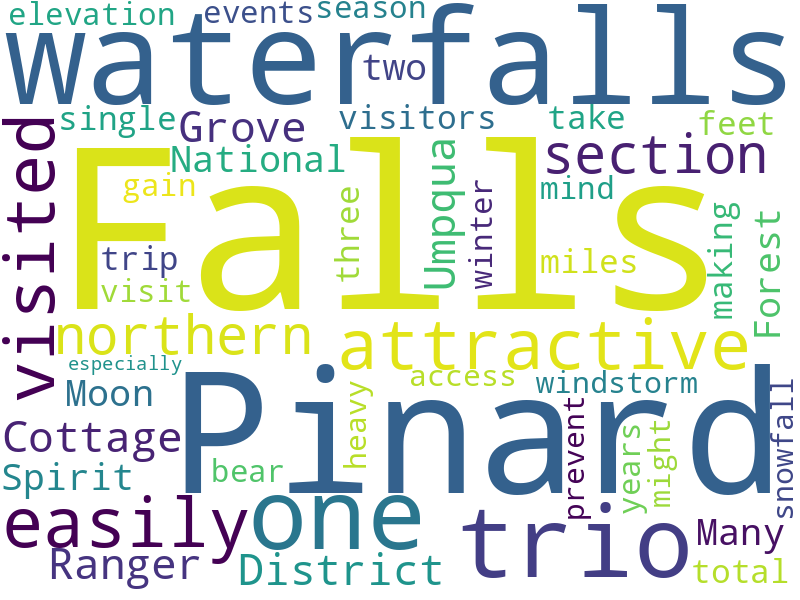 elevation events season
waterfalls
two
single Grove visitors take feet
National section
visited
gain
Falls
three
Umpqua
winter
mind
making
Forest
trip
miles
visit
northern attractive
especially
Moon
access windstorm
Pinard
heavy
prevent
years
might
snowfall
Cottage
Spirit bear
easily one trio Many
Ranger District total